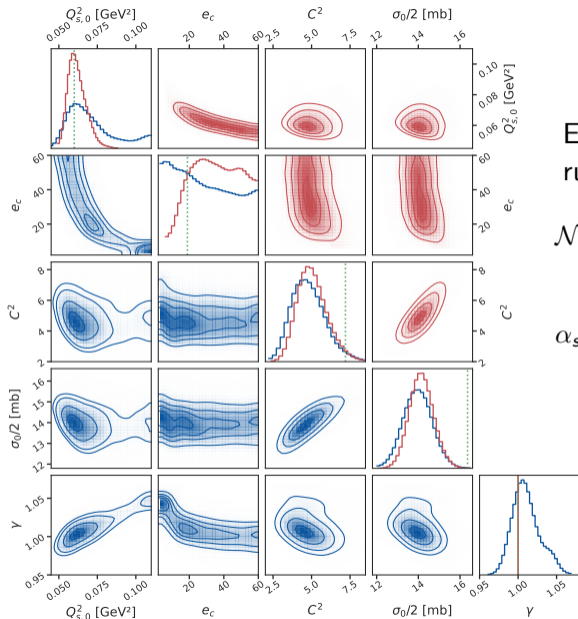 Q²ₛ,₀ [GeV²] e_c C² σ₀/2 [mb]
0.050 0.075 0.100 20 40 60 2.5 5.0 7.5 12 14 16
0.10
0.08
0.06
Q²ₛ,₀ [GeV²]
E
ru
60
40
20
e_c
60
40
20
e_c
N
8
6
4
2
C²
8
6
4
2
C²
αₛ
16
15
14
13
12
σ₀/2 [mb]
1.05
1.00
0.95
γ
0.050 0.075 0.100 20 40 60 2.5 5.0 7.5 12 14 16 0.95 1.00 1.05
Q²ₛ,₀ [GeV²] e_c C² σ₀/2 [mb] γ